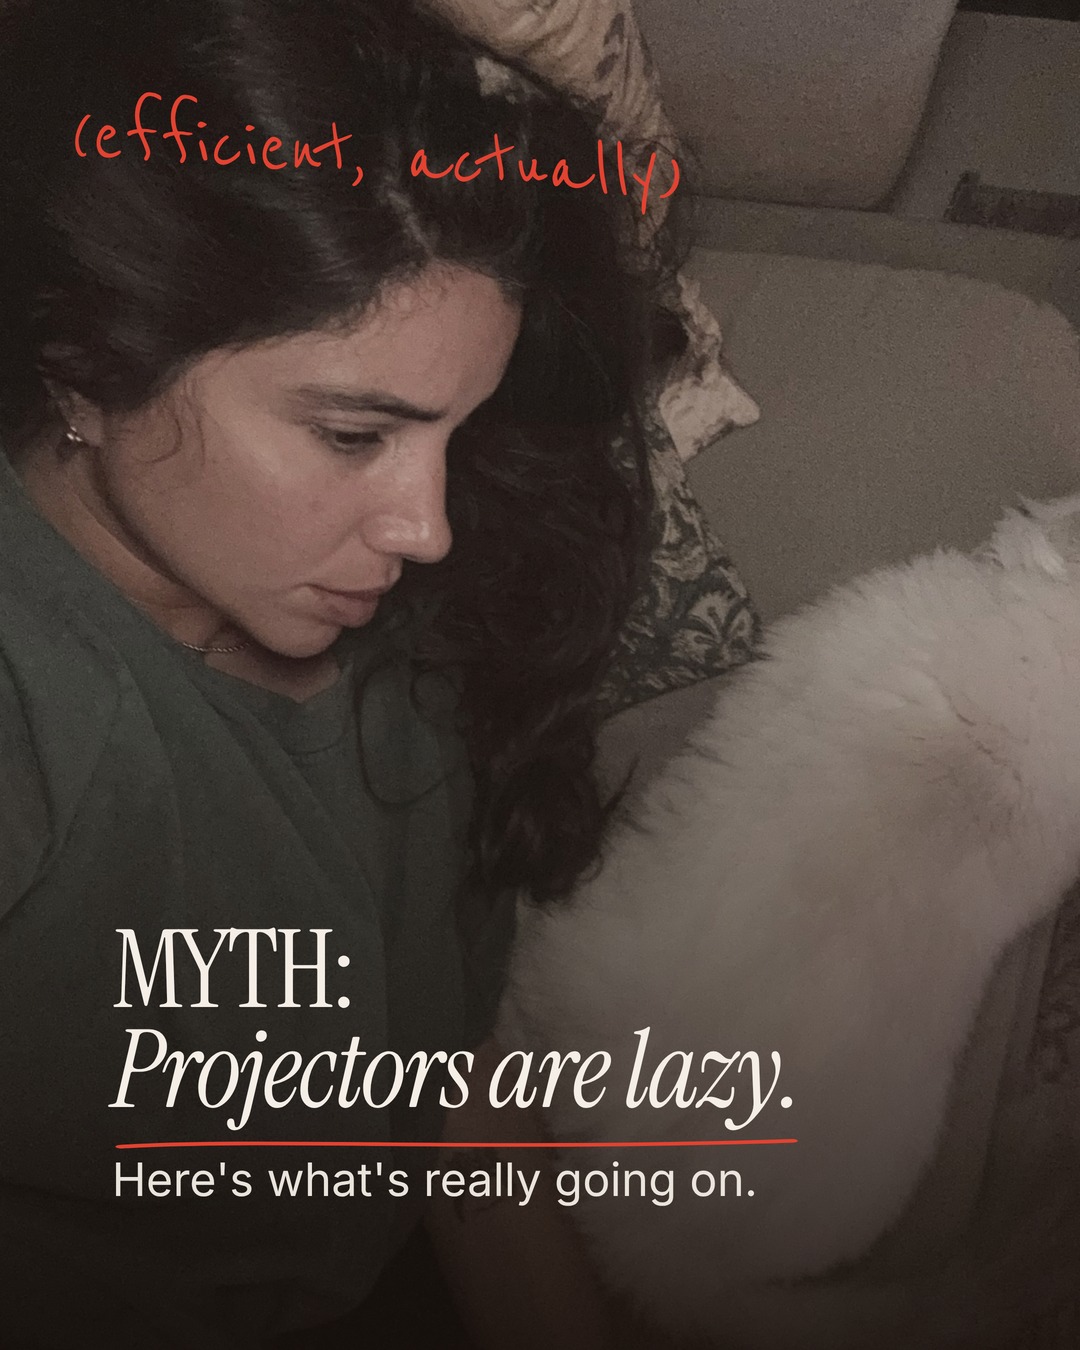 (efficient, actually)
MYTH:
Projectors are lazy.
Here's what's really going on.